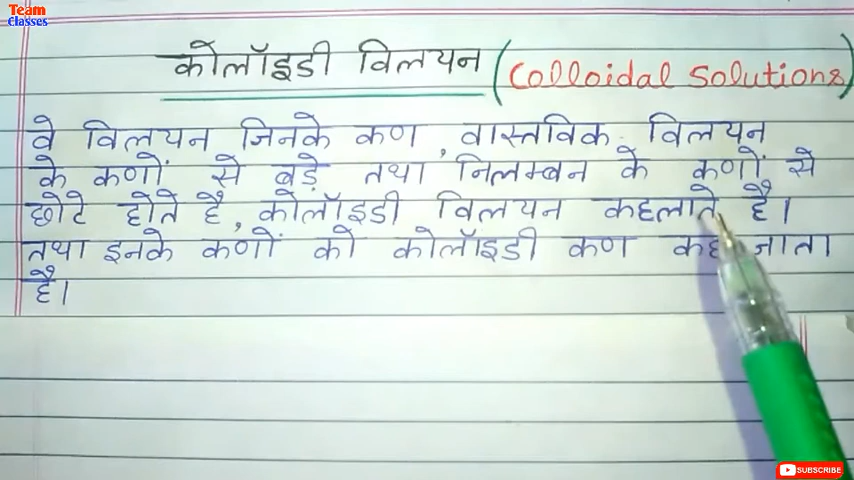 Team
Classes
कोलॉइडी विलयन (Colloidal Solutions)
वे विलयन जिनके कण, वास्तविक विलयन
के कणों से बड़े तथा निलम्बन के कणों से
छोटे होते है, कोलॉइडी विलयन कहलाते है।
तथा इनके कणों को कोलॉइडी कण कहा जाता
है।
SUBSCRIBE